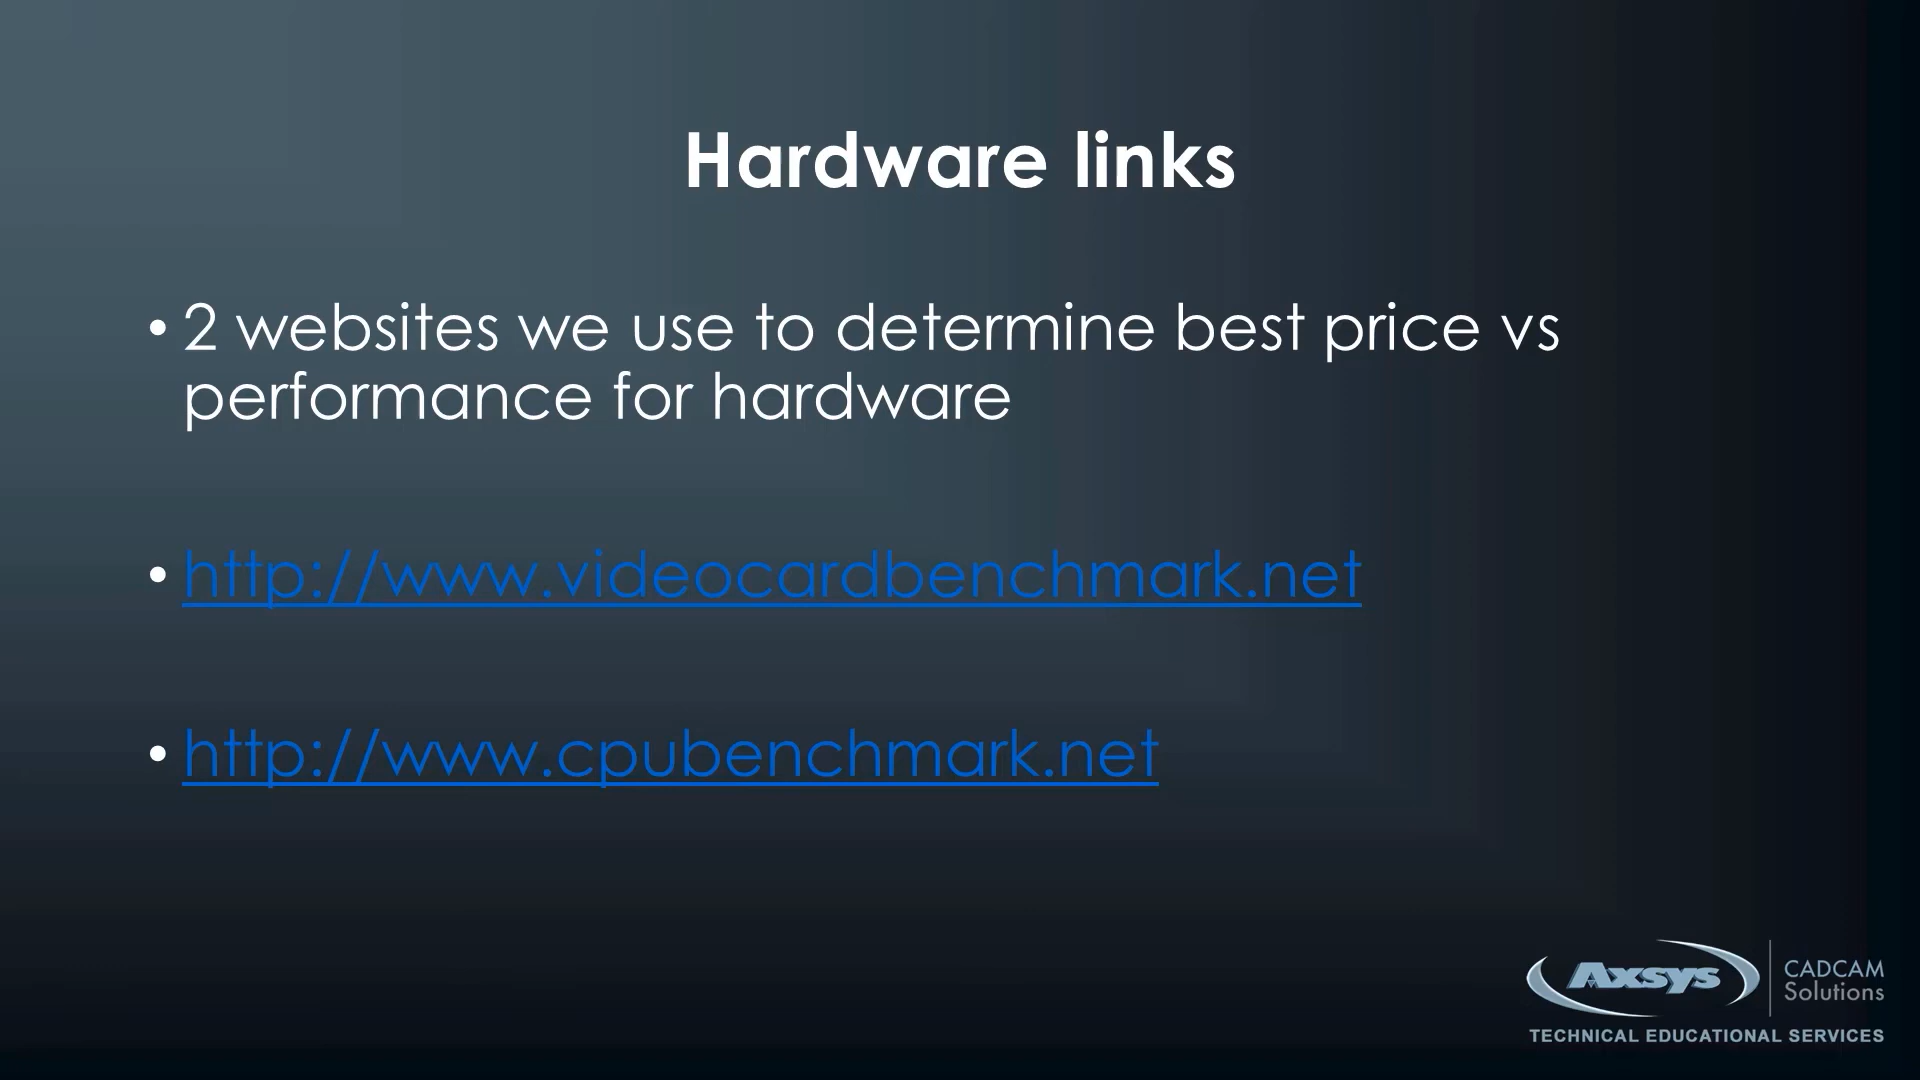 Hardware links
• 2 websites we use to determine best price vs
performance for hardware
• http://www.videocardbenchmark.net
• http://www.cpubenchmark.net
Axsys
CADCAM
Solutions
TECHNICAL EDUCATIONAL SERVICES